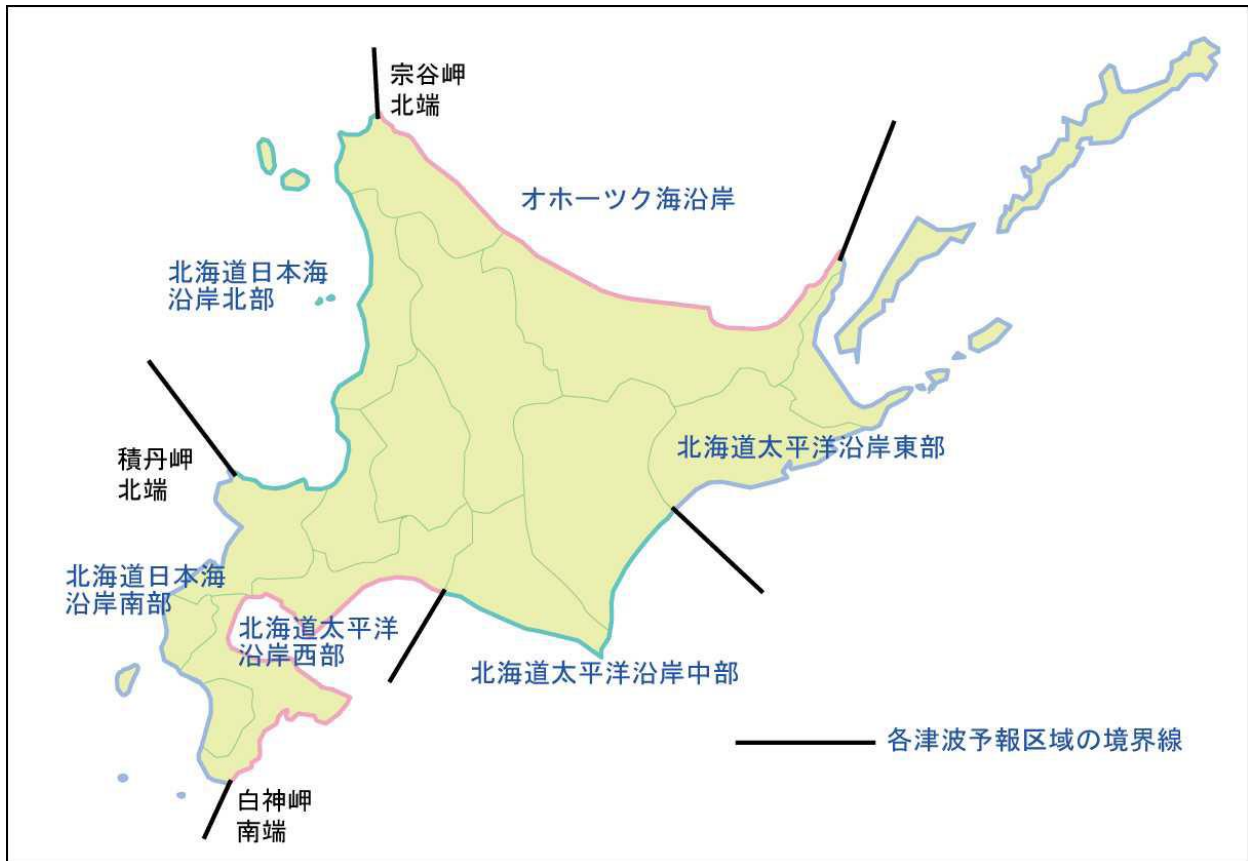 宗谷岬
北端
オホーツク海沿岸
北海道日本海
沿岸北部
積丹岬
北端
北海道太平洋沿岸東部
北海道日本海
沿岸南部
北海道太平洋
沿岸西部
北海道太平洋沿岸中部
各津波予報区域の境界線
白神岬
南端